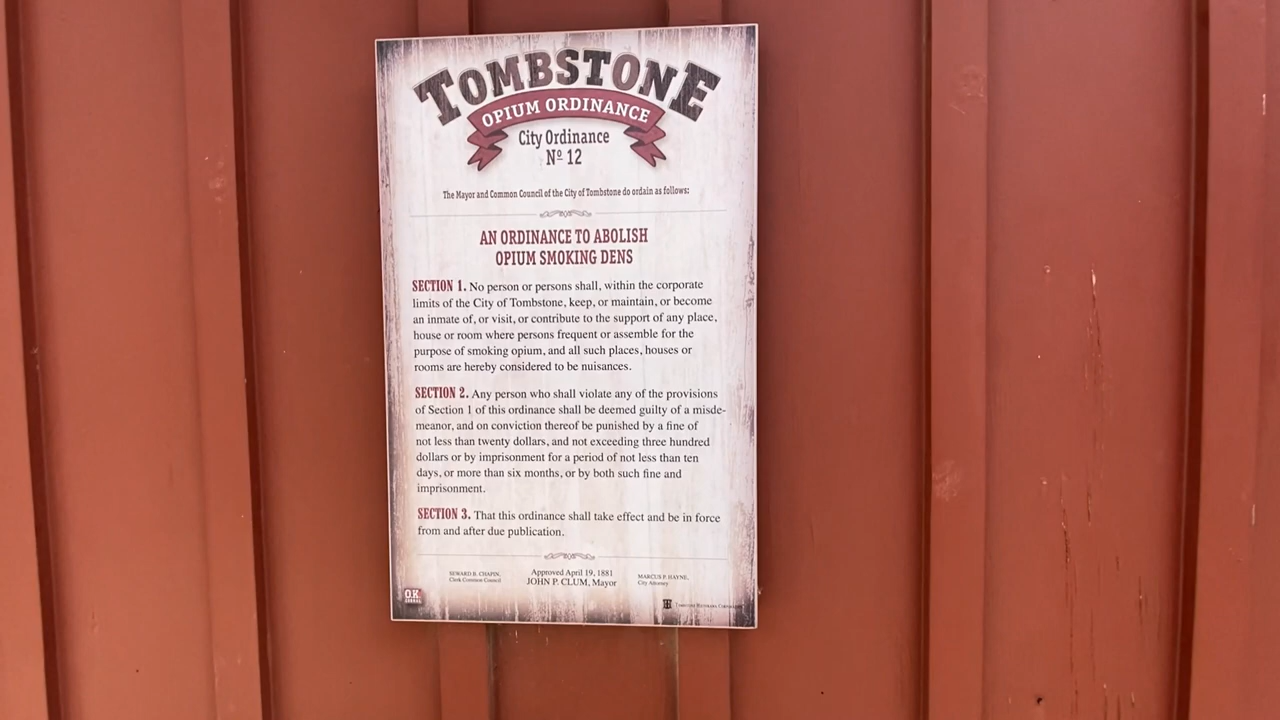 TOMBSTONE
OPIUM ORDINANCE
City Ordinance
Nº 12
The Mayor and Common Council of the City of Tombstone do ordain as follows:
AN ORDINANCE TO ABOLISH
OPIUM SMOKING DENS
SECTION 1. No person or persons shall, within the corporate
limits of the City of Tombstone, keep, or maintain, or become
an inmate of, or visit, or contribute to the support of any place,
house or room where persons frequent or assemble for the
purpose of smoking opium, and all such places, houses or
rooms are hereby considered to be nuisances.
SECTION 2. Any person who shall violate any of the provisions
of Section 1 of this ordinance shall be deemed guilty of a misde-
meanor, and on conviction thereof be punished by a fine of
not less than twenty dollars, and not exceeding three hundred
dollars or by imprisonment for a period of not less than ten
days, or more than six months, or by both such fine and
imprisonment.
SECTION 3. That this ordinance shall take effect and be in force
from and after due publication.
Approved April 19, 1881
JOHN P. CLUM, Mayor
CHAPIN,
Clerk Common Council
MARCUS P. HAYNE,
City Attorney
O.K.